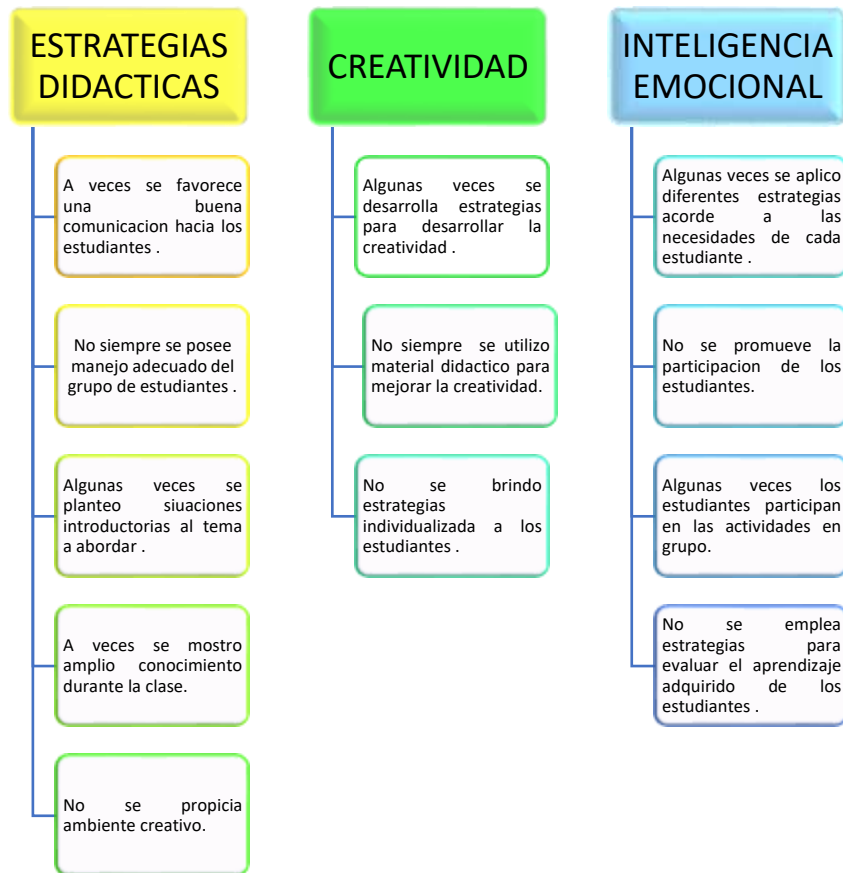 ESTRATEGIAS
DIDACTICAS
A veces se favorece
una buena
comunicacion hacia los
estudiantes .
No siempre se posee
manejo adecuado del
grupo de estudiantes .
Algunas veces se
planteo siuaciones
introductorias al tema
a abordar .
A veces se mostro
amplio conocimiento
durante la clase.
No se propicia
ambiente creativo.
CREATIVIDAD
Algunas veces se
desarrolla estrategias
para desarrollar la
creatividad .
No siempre se utilizo
material didactico para
mejorar la creatividad.
No se brindo
estrategias
individualizada a los
estudiantes .
INTELIGENCIA
EMOCIONAL
Algunas veces se aplico
diferentes estrategias
acorde a las
necesidades de cada
estudiante .
No se promueve la
participacion de los
estudiantes.
Algunas veces los
estudiantes participan
en las actividades en
grupo.
No se emplea
estrategias para
evaluar el aprendizaje
adquirido de los
estudiantes .